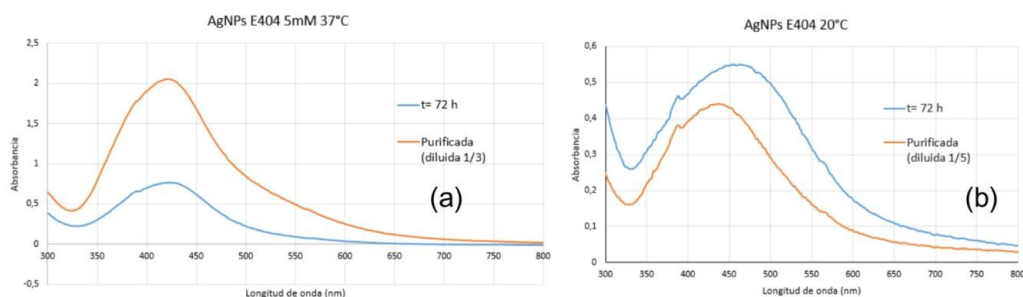 AgNPs E404 5mM 37°C
2,5
2
1,5
1
0,5
0
-0,5
Absorbancia
300 350 400 450 500 550 600 650 700 750 800
Longitud de onda (nm)
t= 72 h
Purificada
(diluida 1/3)
(a)
AgNPs E404 20°C
0,6
0,5
0,4
0,3
0,2
0,1
0
Absorbancia
300 350 400 450 500 550 600 650 700 750 800
Longitud de onda (nm)
t= 72 h
Purificada
(diluida 1/5)
(b)